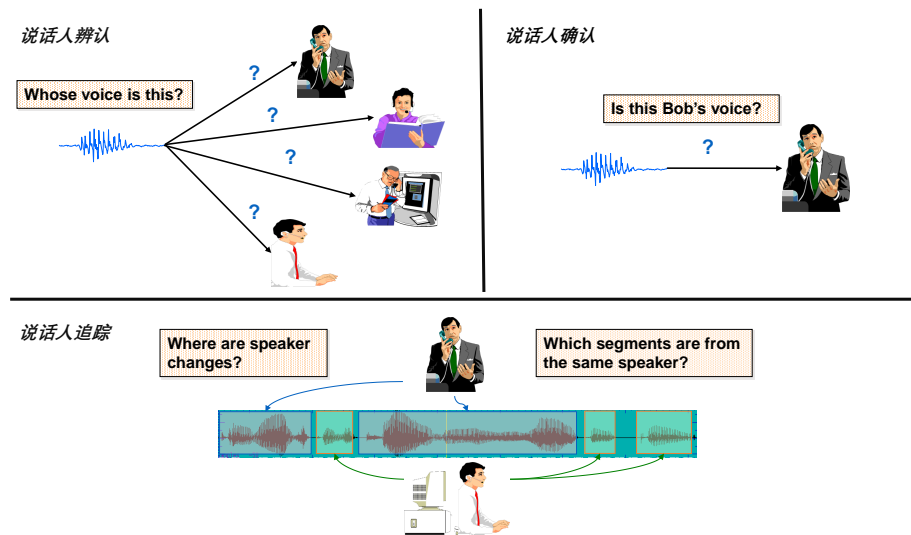 说话人辨认
Whose voice is this?
?
?
?
?
说话人确认
Is this Bob's voice?
?
说话人追踪
Where are speaker
changes?
Which segments are from
the same speaker?